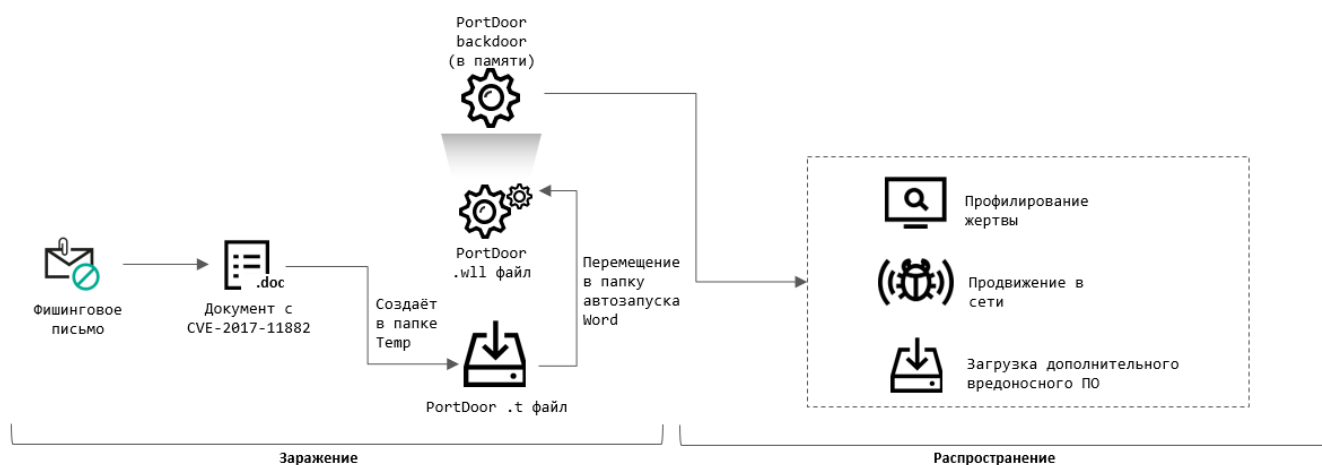 PortDoor
backdoor
(в памяти)
Фишинговое
письмо
.doc
Документ с
CVE-2017-11882
Создаёт
в папке
Temp
PortDoor
.wll файл
PortDoor .t файл
Перемещение
в папку
автозапуска
Word
Профилирование
жертвы
Продвижение в
сети
Загрузка дополнительного
вредоносного ПО
Заражение
Распространение